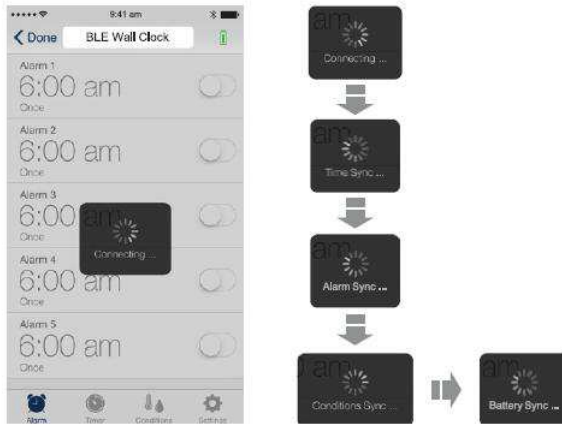 9:41 am
Done
BLE Wall Clock
Alarm 1
6:00 am
Once
Alarm 2
6:00 am
Once
Alarm 3
6:00 am
Once
Connecting ...
Alarm 4
6:00 am
Once
Alarm 5
6:00 am
Once
Alarm
Timer
Conditions
Settings
am
Connecting ...
am
Time Sync ...
am
Alarm Sync ...
am
Conditions Sync ...
am
Battery Sync ...